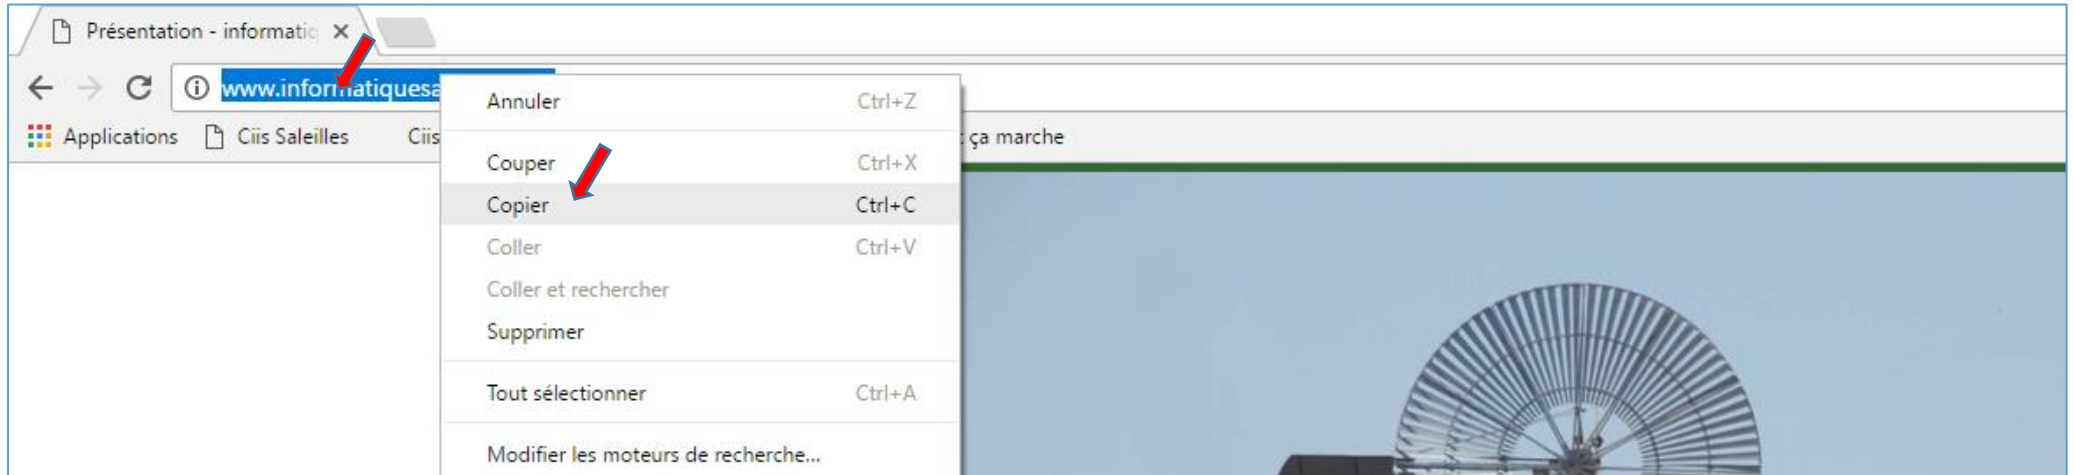 Présentation - informatiq
www.informatiquesa
Applications Ciis Saleilles Ciis ça marche
Annuler Ctrl+Z
Couper Ctrl+X
Copier Ctrl+C
Coller Ctrl+V
Coller et rechercher
Supprimer
Tout sélectionner Ctrl+A
Modifier les moteurs de recherche...